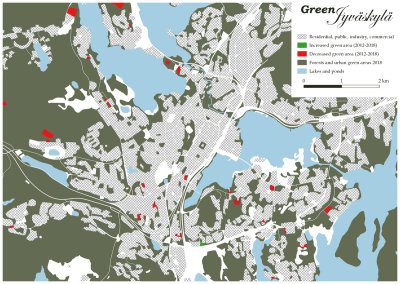 Green
Jyväskylä
Residential, public, industry, commercial)
Increased green area (2012-2018)
Decreased green area (2012-2018)
Forests and urban green areas 2018
Lakes and ponds
0 1 2 km